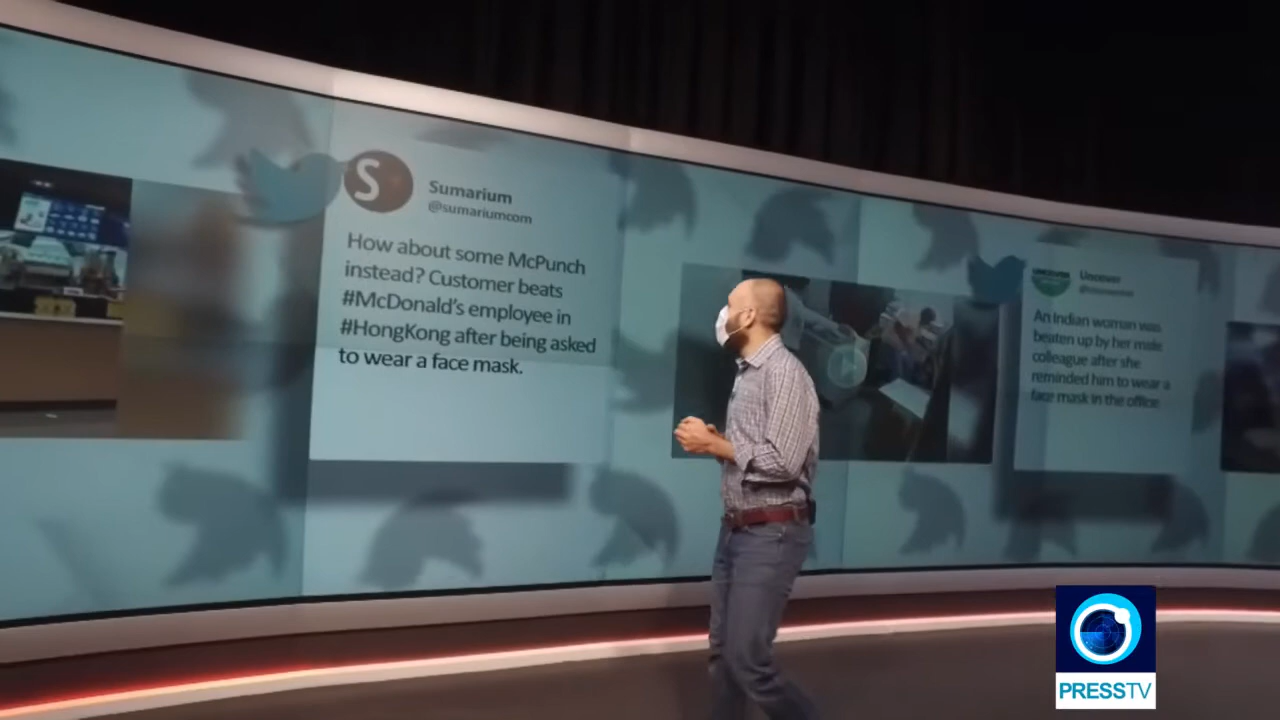 S
Sumarium
@sumariumcom
How about some McPunch
instead? Customer beats
#McDonald's employee in
#HongKong after being asked
to wear a face mask.
Uncover
An Indian woman was
beaten up by her male
colleague after she
reminded him to wear a
face mask in the office
PRESSTV